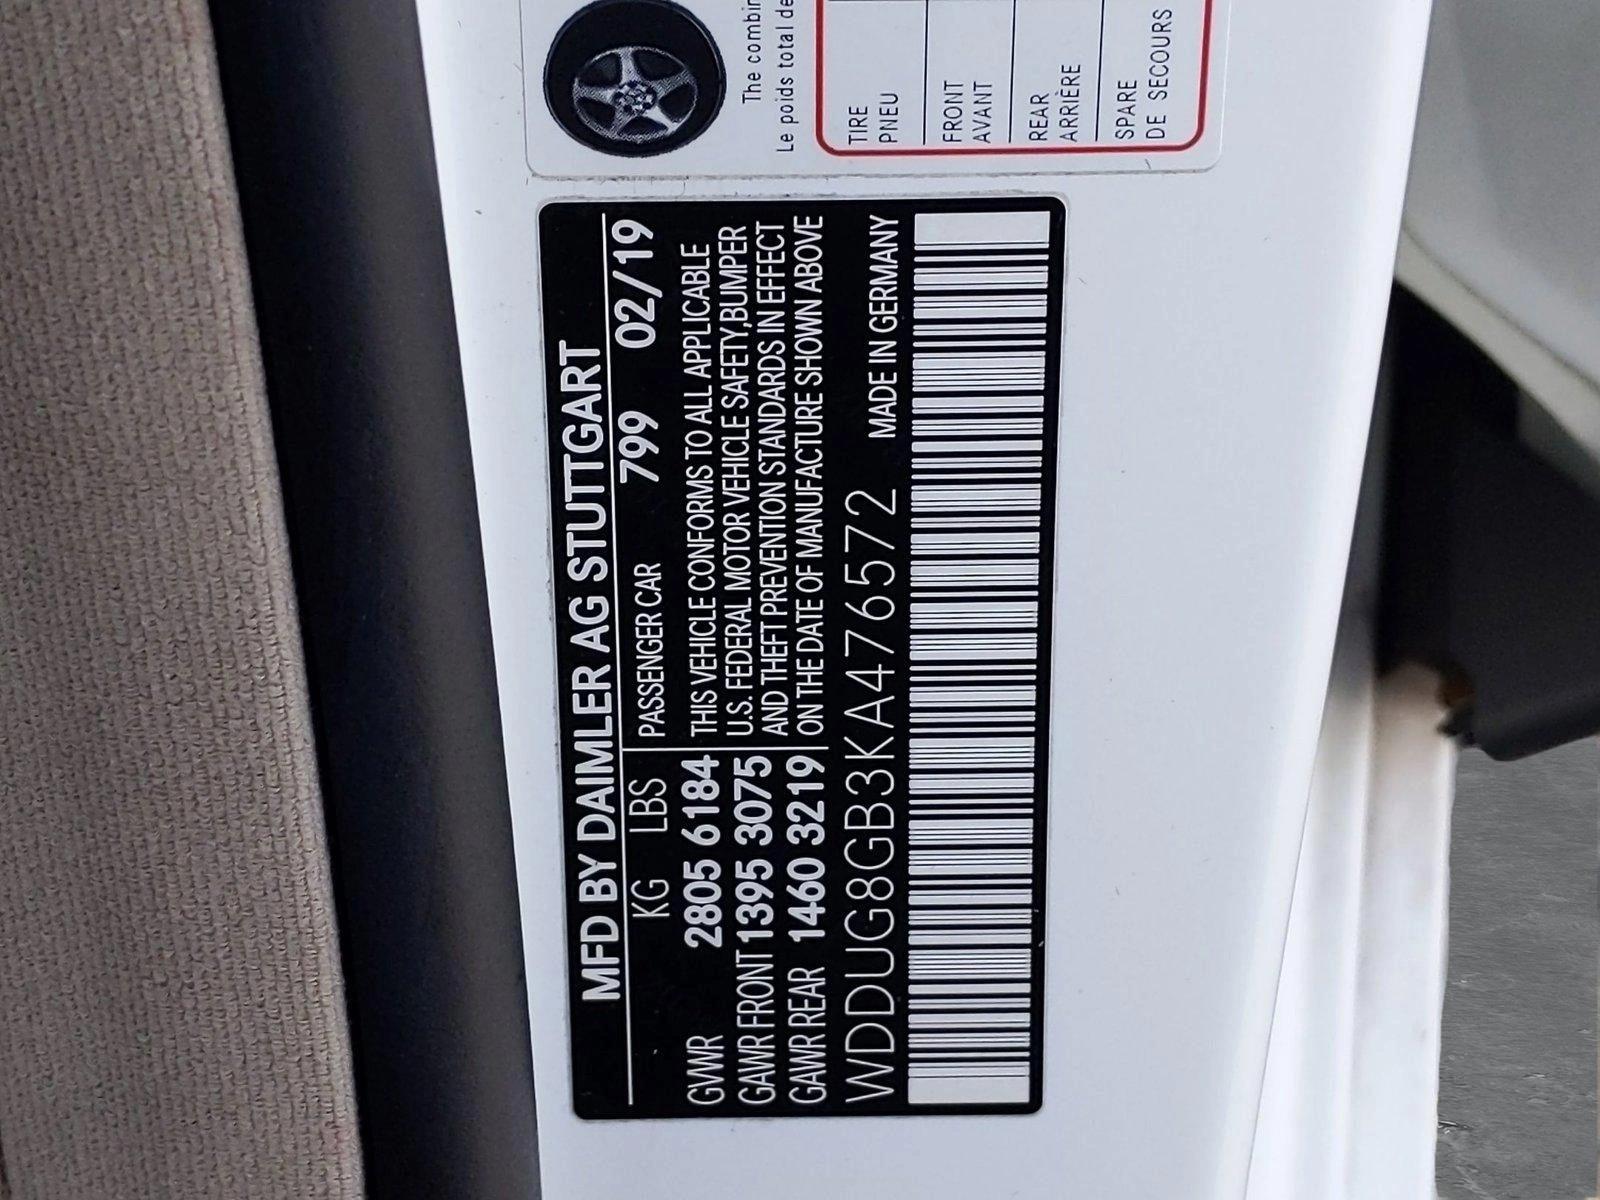 The combin
Le poids total de
TIRE
PNEU
FRONT
AVANT
REAR
ARRIÈRE
SPARE
DE SECOURS
MFD BY DAIMLER AG STUTTGART
KG LBS PASSENGER CAR 799 02/19
GVWR 2805 6184 THIS VEHICLE CONFORMS TO ALL APPLICABLE
GAWR FRONT 1395 3075 U.S. FEDERAL MOTOR VEHICLE SAFETY,BUMPER
GAWR REAR 1460 3219 AND THEFT PREVENTION STANDARDS IN EFFECT
ON THE DATE OF MANUFACTURE SHOWN ABOVE
WDDUG8GB3KA476572 MADE IN GERMANY